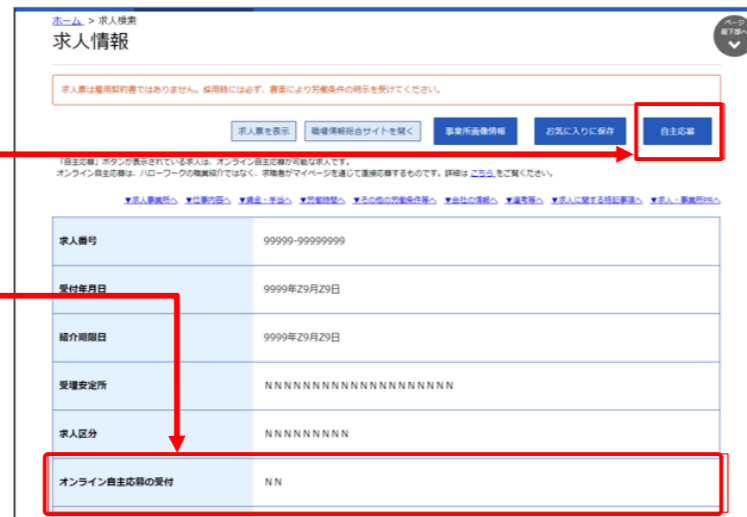 ホーム > 求人検索
求人情報
ページ
最下部へ
求人票は雇用契約書ではありません。採用時には必ず、書面により労働条件の明示を受けてください。
求人票を表示 職場情報総合サイトを開く 事業所画像情報 お気に入りに保存 自主応募
「自主応募」ボタンが表示されている求人は、オンライン自主応募が可能な求人です。
オンライン自主応募は、ハローワークの職業紹介ではなく、求職者がマイページを通じて直接応募するものです。詳細は こちら をご覧ください。
▼求人事業所へ ▼仕事内容へ ▼賃金・手当へ ▼労働時間へ ▼その他の労働条件等へ ▼会社の情報へ ▼選考等へ ▼求人に関する特記事項へ ▼求人・事業所PRへ
求人番号 99999-99999999
受付年月日 9999年Z9月Z9日
紹介期限日 9999年Z9月Z9日
受理安定所 ＮＮＮＮＮＮＮＮＮＮＮＮＮＮＮＮＮＮＮＮ
求人区分 ＮＮＮＮＮＮＮＮＮ
オンライン自主応募の受付 ＮＮ